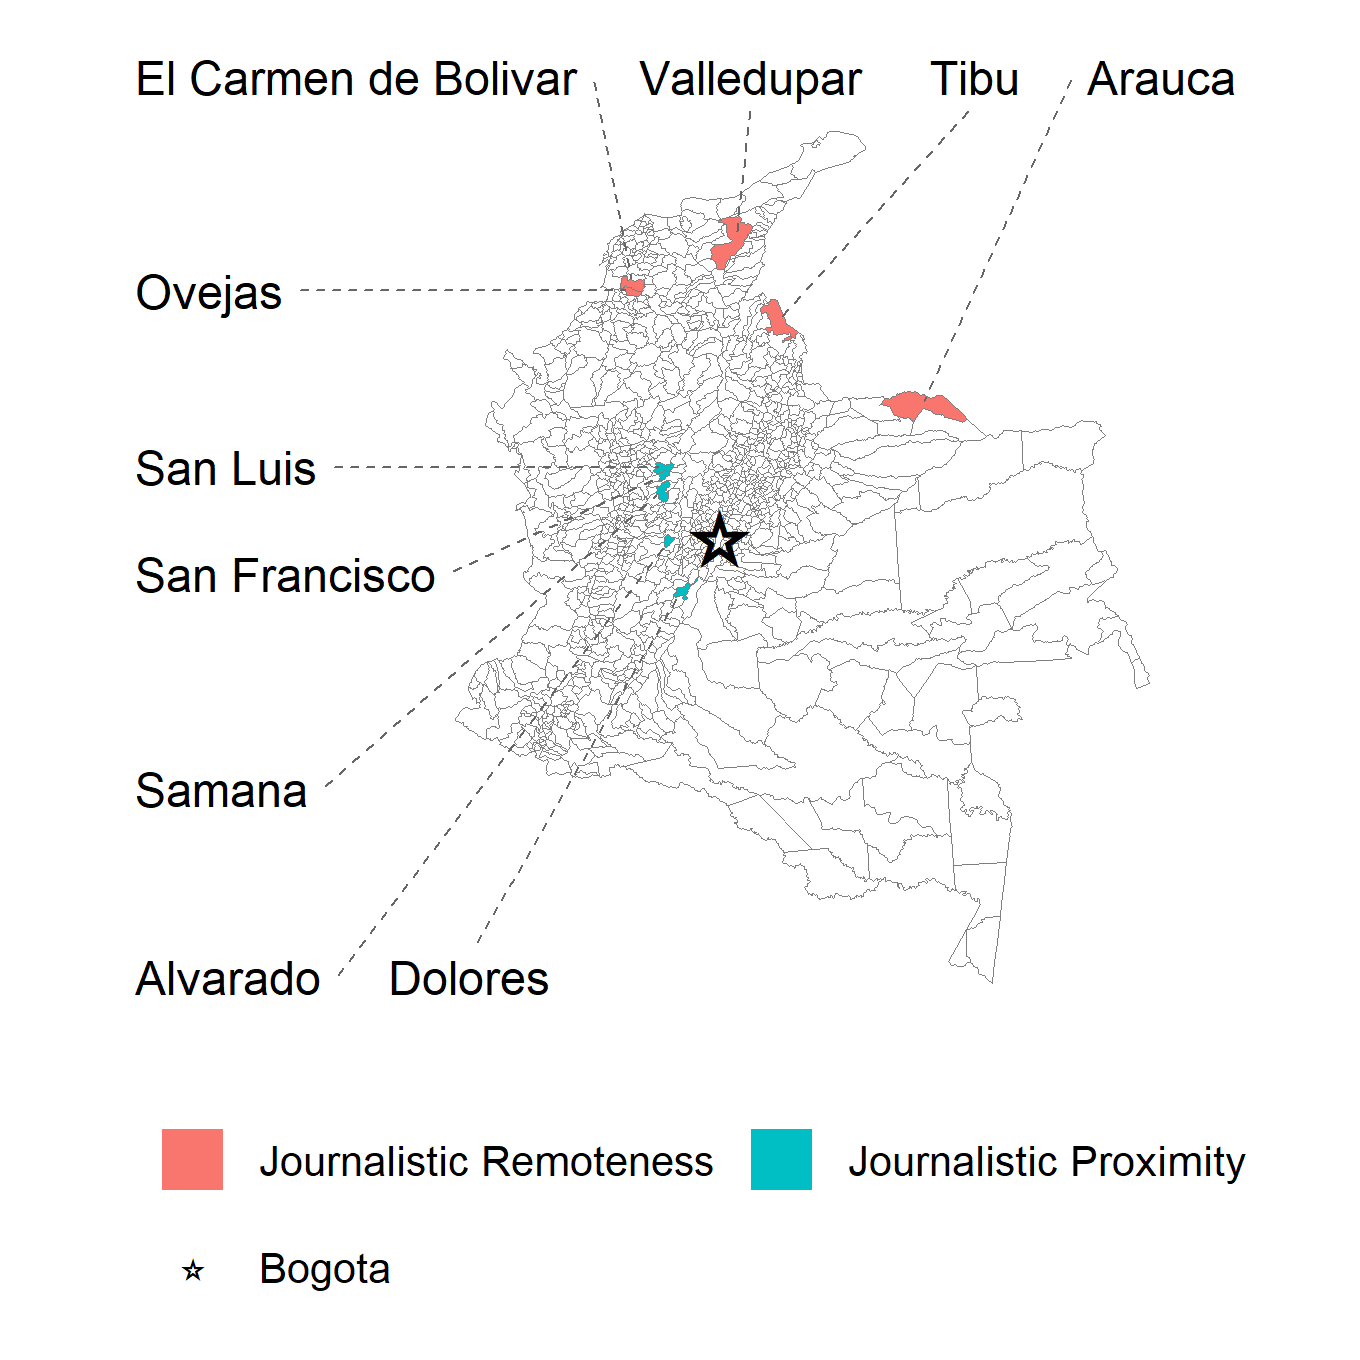 El Carmen de Bolivar Valledupar Tibu Arauca
Ovejas
San Luis
San Francisco
Samana
Alvarado Dolores
Journalistic Remoteness Journalistic Proximity
Bogota